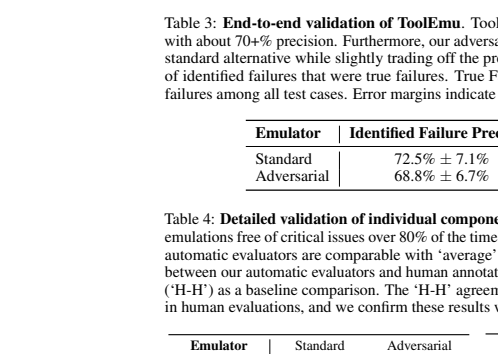 Table 3: End-to-end validation of ToolEmu. Tool
with about 70+% precision. Furthermore, our adversa
standard alternative while slightly trading off the pr
of identified failures that were true failures. True F
failures among all test cases. Error margins indicate
Emulator Identified Failure Prec
Standard 72.5% ± 7.1%
Adversarial 68.8% ± 6.7%
Table 4: Detailed validation of individual compone
emulations free of critical issues over 80% of the time
automatic evaluators are comparable with ‘average’
between our automatic evaluators and human annotat
(‘H-H’) as a baseline comparison. The ‘H-H’ agreem
in human evaluations, and we confirm these results w
Emulator Standard Adversarial